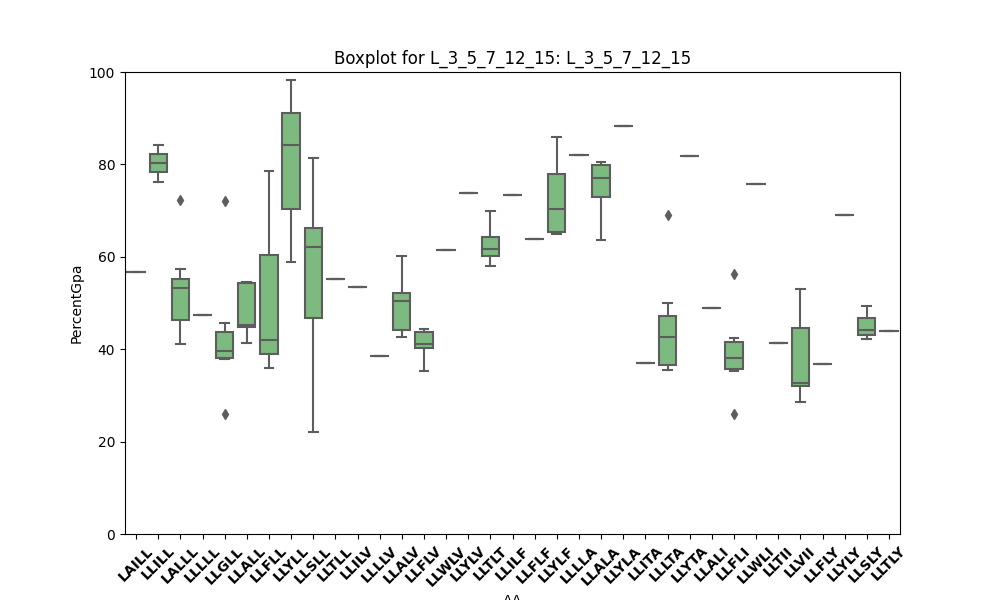 Boxplot for L_3_5_7_12_15: L_3_5_7_12_15
PercentGpa
100
80
60
40
20
0
LAILL
LLILL
LALLL
LLLLL
LLGLL
LLALL
LLFLL
LLYLL
LLSLL
LLTLL
LLILV
LLLLV
LLALV
LLFLV
LLWLV
LLYLV
LLTLT
LLILF
LLFLF
LLYLF
LLLLA
LLALA
LLYLA
LLITA
LLLTA
LLYTA
LLALI
LLFLI
LLWLI
LLTII
LLVII
LLFLY
LLYLY
LLSLY
LLTLY